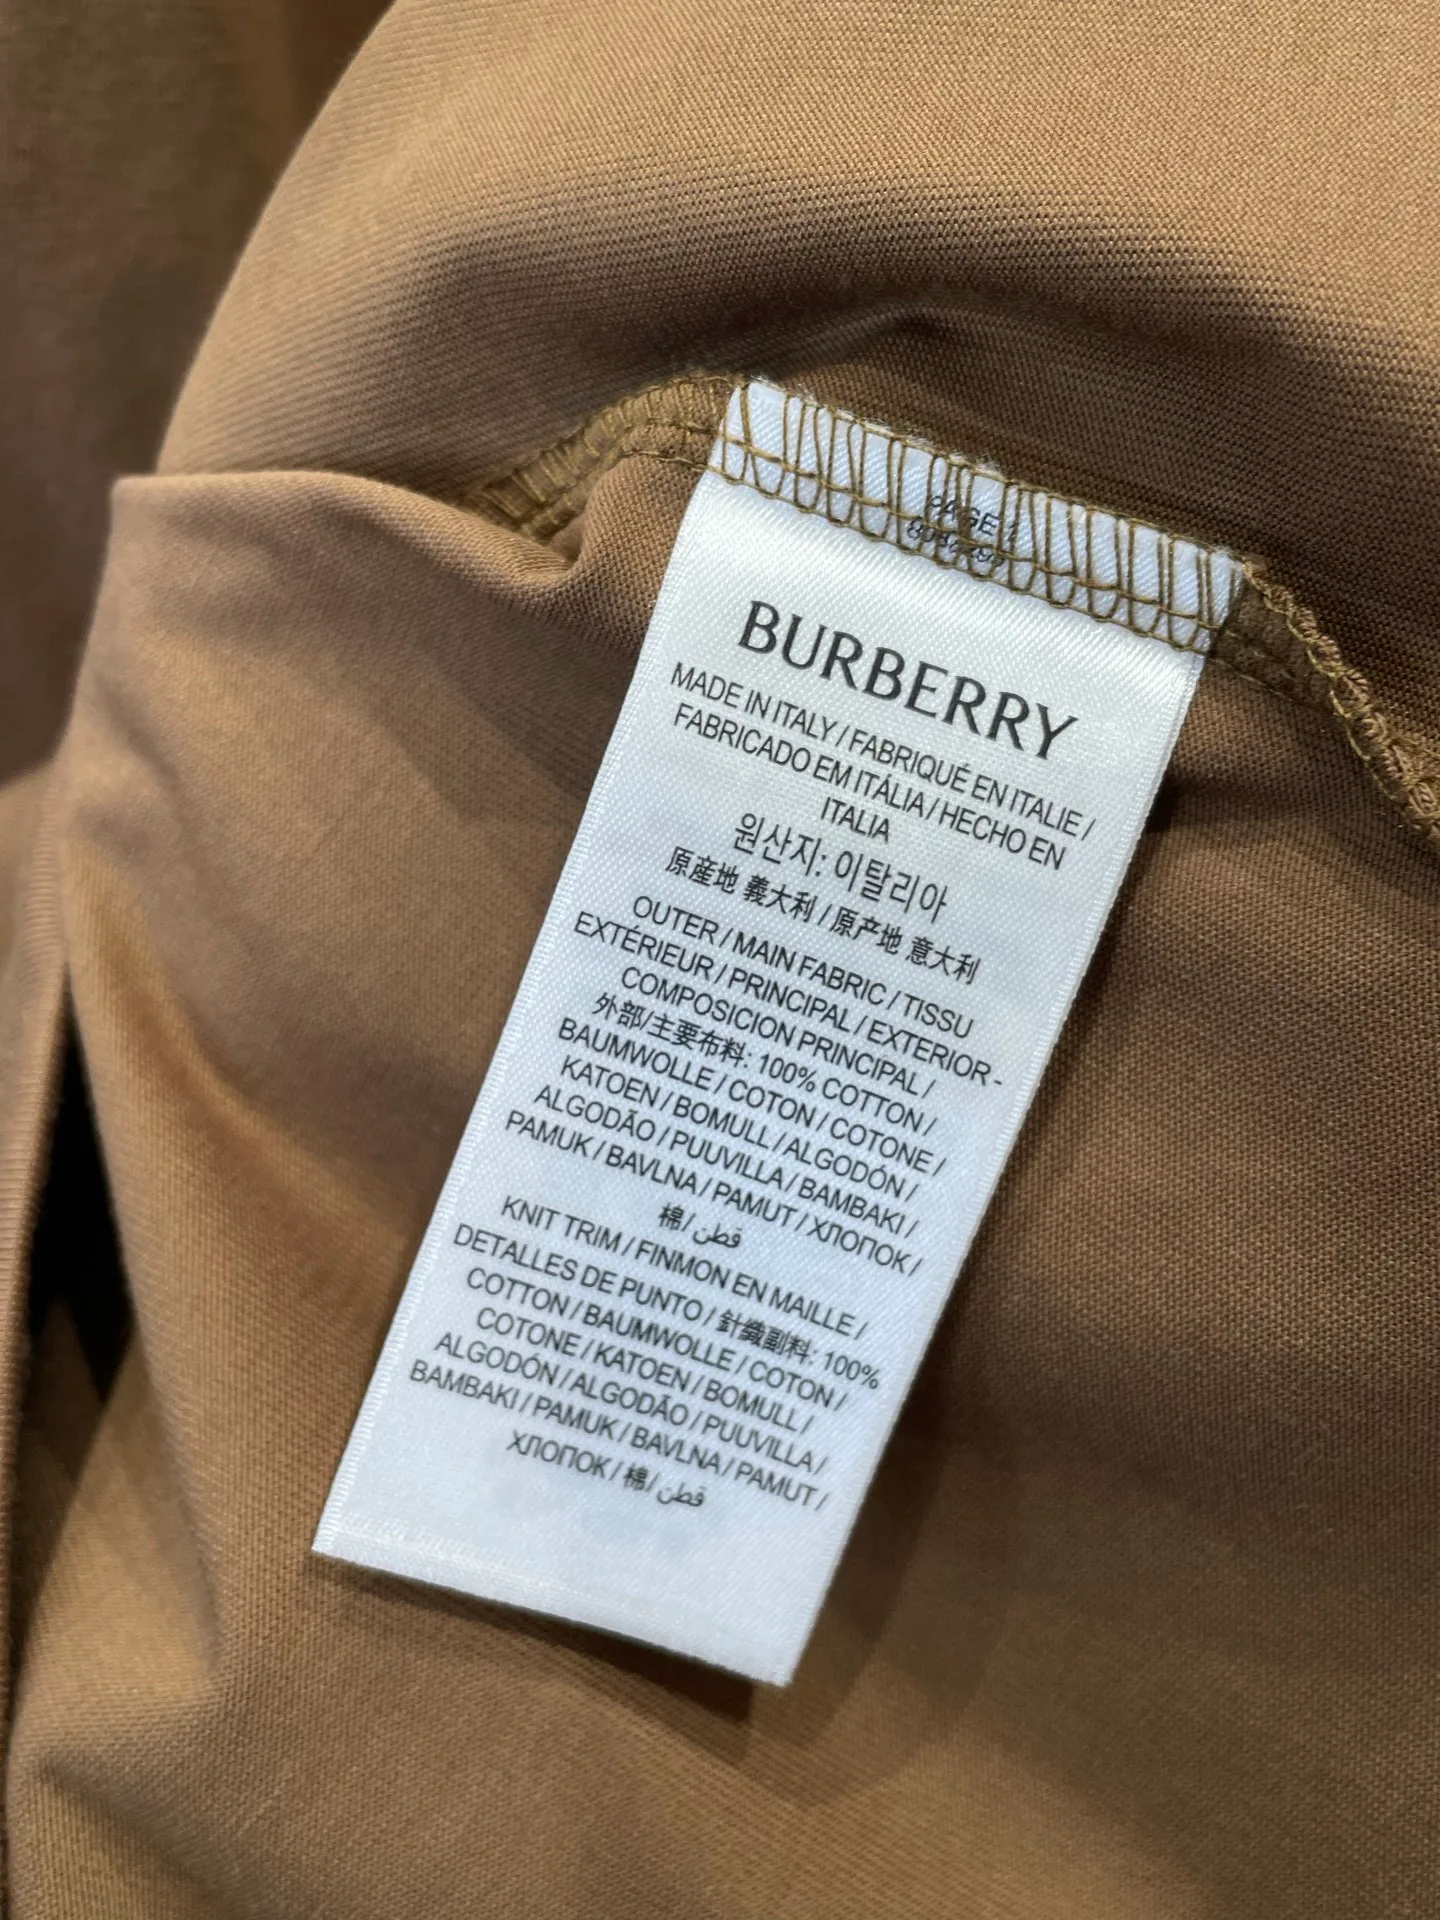 PAGE 1
BURBERRY
MADE IN ITALY / FABRIQUÉ EN ITALIE /
FABRICADO EM ITÁLIA / HECHO EN
ITALIA
원산지: 이탈리아
原産地 義大利 / 原产地 意大利
OUTER / MAIN FABRIC / TISSU
EXTÉRIEUR / PRINCIPAL / EXTERIOR -
COMPOSICION PRINCIPAL /
外部/主要布料: 100% COTTON /
BAUMWOLLE / COTON / COTONE /
KATOEN / BOMULL / ALGODÓN /
ALGODÃO / PUUVILLA / BAMBAKI /
PAMUK / BAVLNA / PAMUT / ХЛОПОК /
棉/ قطن
KNIT TRIM / FINMON EN MAILLE /
DETALLES DE PUNTO / 針織副料: 100%
COTTON / BAUMWOLLE / COTON /
COTONE / KATOEN / BOMULL /
ALGODÓN / ALGODÃO / PUUVILLA /
BAMBAKI / PAMUK / BAVLNA / PAMUT /
ХЛОПОК / 棉/ قطن